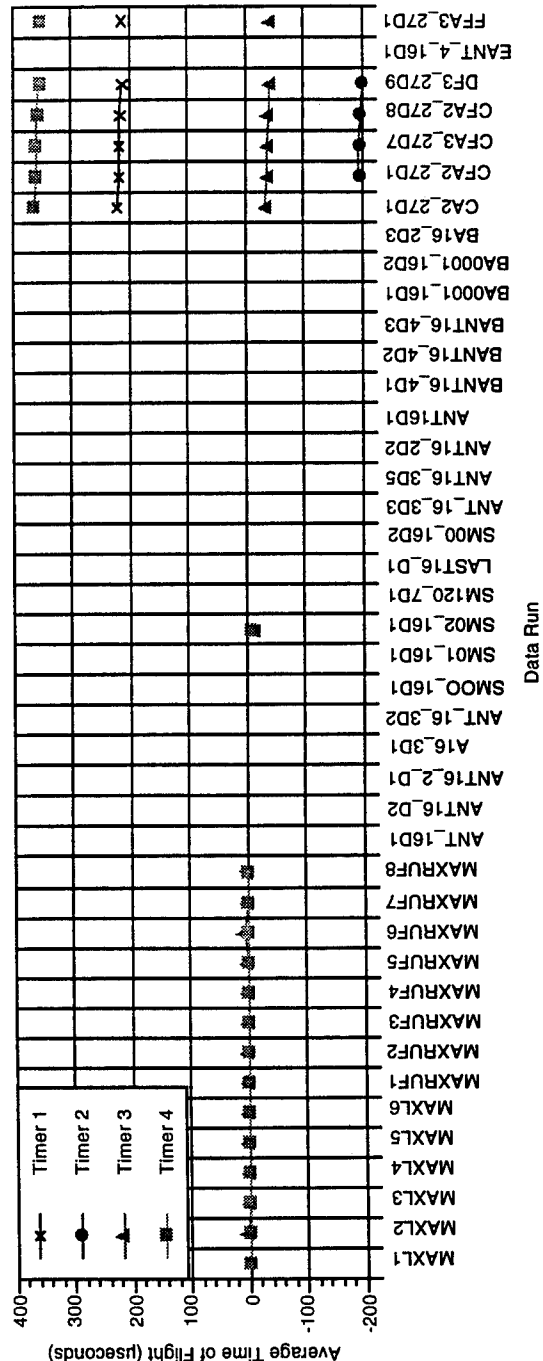 Average Time of Flight (µseconds)
400
300
200
100
0
-100
-200
Timer 1
Timer 2
Timer 3
Timer 4
MAXL1
MAXL2
MAXL3
MAXL4
MAXL5
MAXL6
MAXRUF1
MAXRUF2
MAXRUF3
MAXRUF4
MAXRUF5
MAXRUF6
MAXRUF7
MAXRUF8
ANT_16D1
ANT16_D2
ANT16_2_D1
A16_3D1
ANT_16_3D2
SMOO_16D1
SM01_16D1
SM02_16D1
SM120_7D1
LAST16_D1
SM00_16D2
ANT_16_3D3
ANT16_3D5
ANT16_2D2
ANT16D1
BANT16_4D1
BANT16_4D2
BANT16_4D3
BA0001_16D1
BA0001_16D2
BA16_2D3
CA2_27D1
CFA2_27D1
CFA3_27D7
CFA2_27D8
DF3_27D9
EANT_4_16D1
FFA3_27D1
Data Run